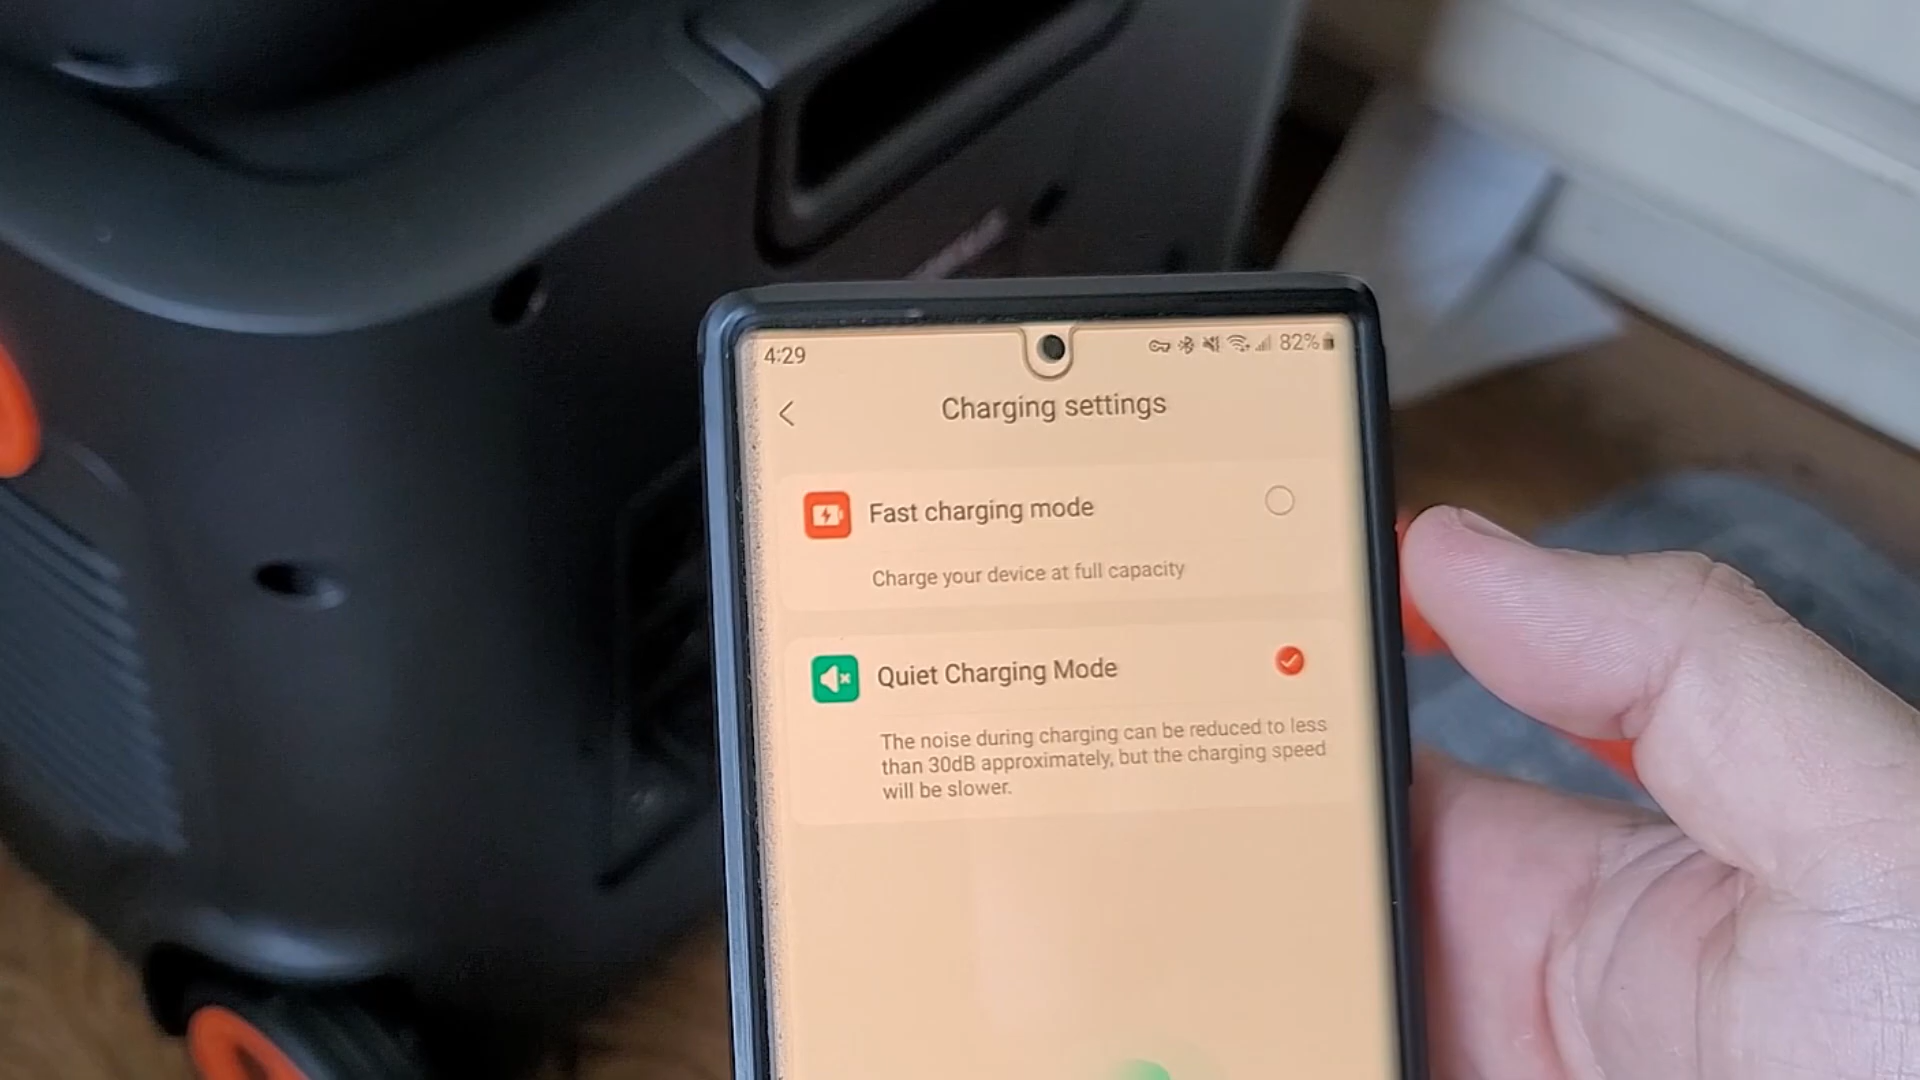 4:29
82%
Charging settings
Fast charging mode
Charge your device at full capacity
Quiet Charging Mode
The noise during charging can be reduced to less
than 30dB approximately, but the charging speed
will be slower.